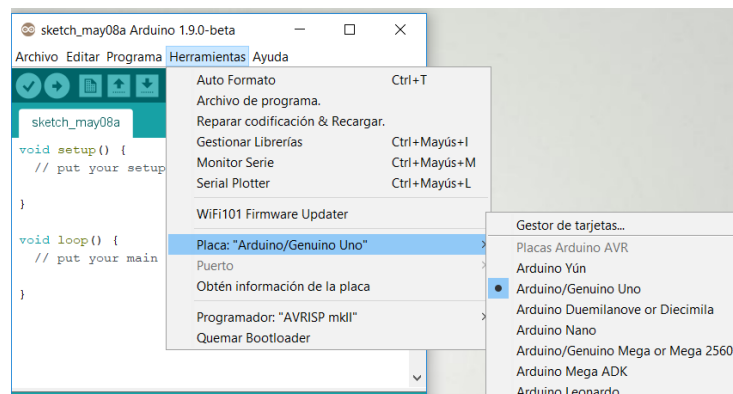 sketch_may08a Arduino 1.9.0-beta
Archivo Editar Programa Herramientas Ayuda
sketch_may08a
void setup() {
// put your setup
}
void loop() {
// put your main
}
Auto Formato Ctrl+T
Archivo de programa.
Reparar codificación & Recargar.
Gestionar Librerías Ctrl+Mayús+I
Monitor Serie Ctrl+Mayús+M
Serial Plotter Ctrl+Mayús+L
WiFi101 Firmware Updater
Placa: "Arduino/Genuino Uno"
Puerto
Obtén información de la placa
Programador: "AVRISP mkII"
Quemar Bootloader
Gestor de tarjetas...
Placas Arduino AVR
Arduino Yún
Arduino/Genuino Uno
Arduino Duemilanove or Diecimila
Arduino Nano
Arduino/Genuino Mega or Mega 2560
Arduino Mega ADK
Arduino Leonardo